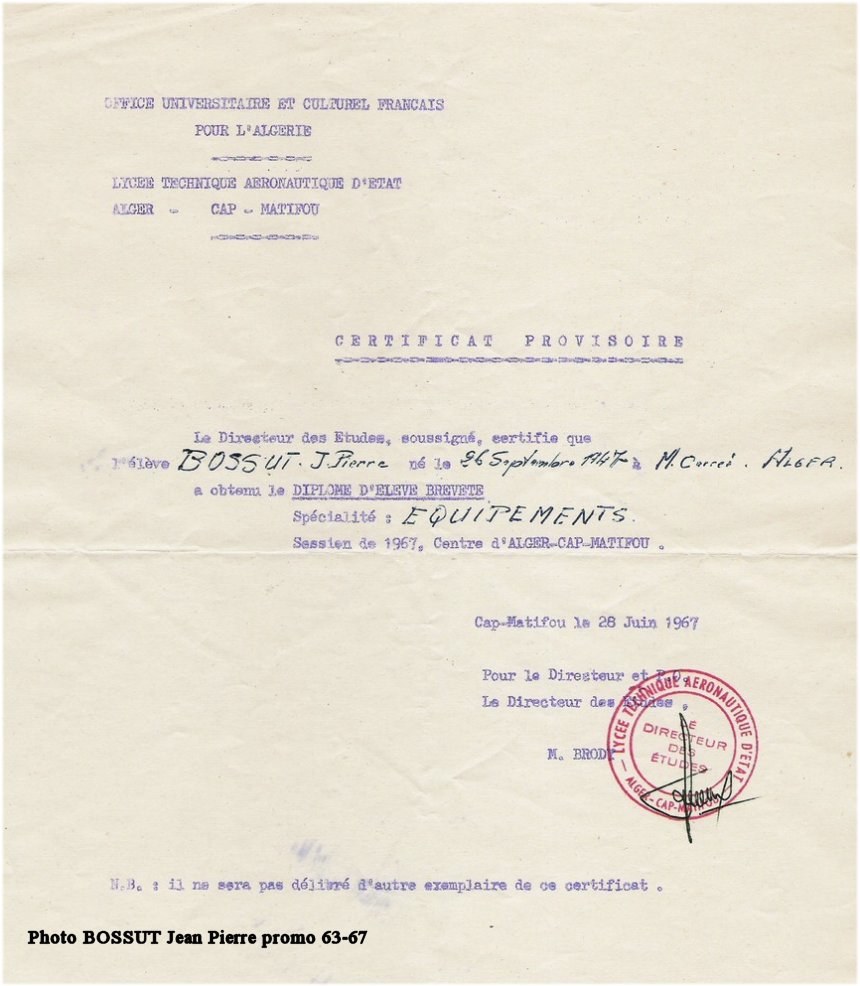 OFFICE UNIVERSITAIRE ET CULTUREL FRANCAIS
POUR L'ALGERIE
LYCEE TECHNIQUE AERONAUTIQUE D'ETAT
ALGER - CAP - MATIFOU
CERTIFICAT PROVISOIRE
Le Directeur des Etudes, soussigné, certifie que
l'élève BOSSUT. J. Pierre né le 26 Septembre 1947 à M. Carré. ALGER.
a obtenu le DIPLOME D'ELEVE BREVETE
Spécialité : EQUIPEMENTS.
Session de 1967, Centre d'ALGER-CAP-MATIFOU .
Cap-Matifou le 28 Juin 1967
Pour le Directeur et P.O.
Le Directeur des Etudes .
M. BRODY
LYCEE TECHNIQUE AERONAUTIQUE D'ETAT
LE
DIRECTEUR
DES
ÉTUDES
ALGER-CAP-MATIFOU
N.B. : il ne sera pas délivré d'autre exemplaire de ce certificat .
Photo BOSSUT Jean Pierre promo 63-67